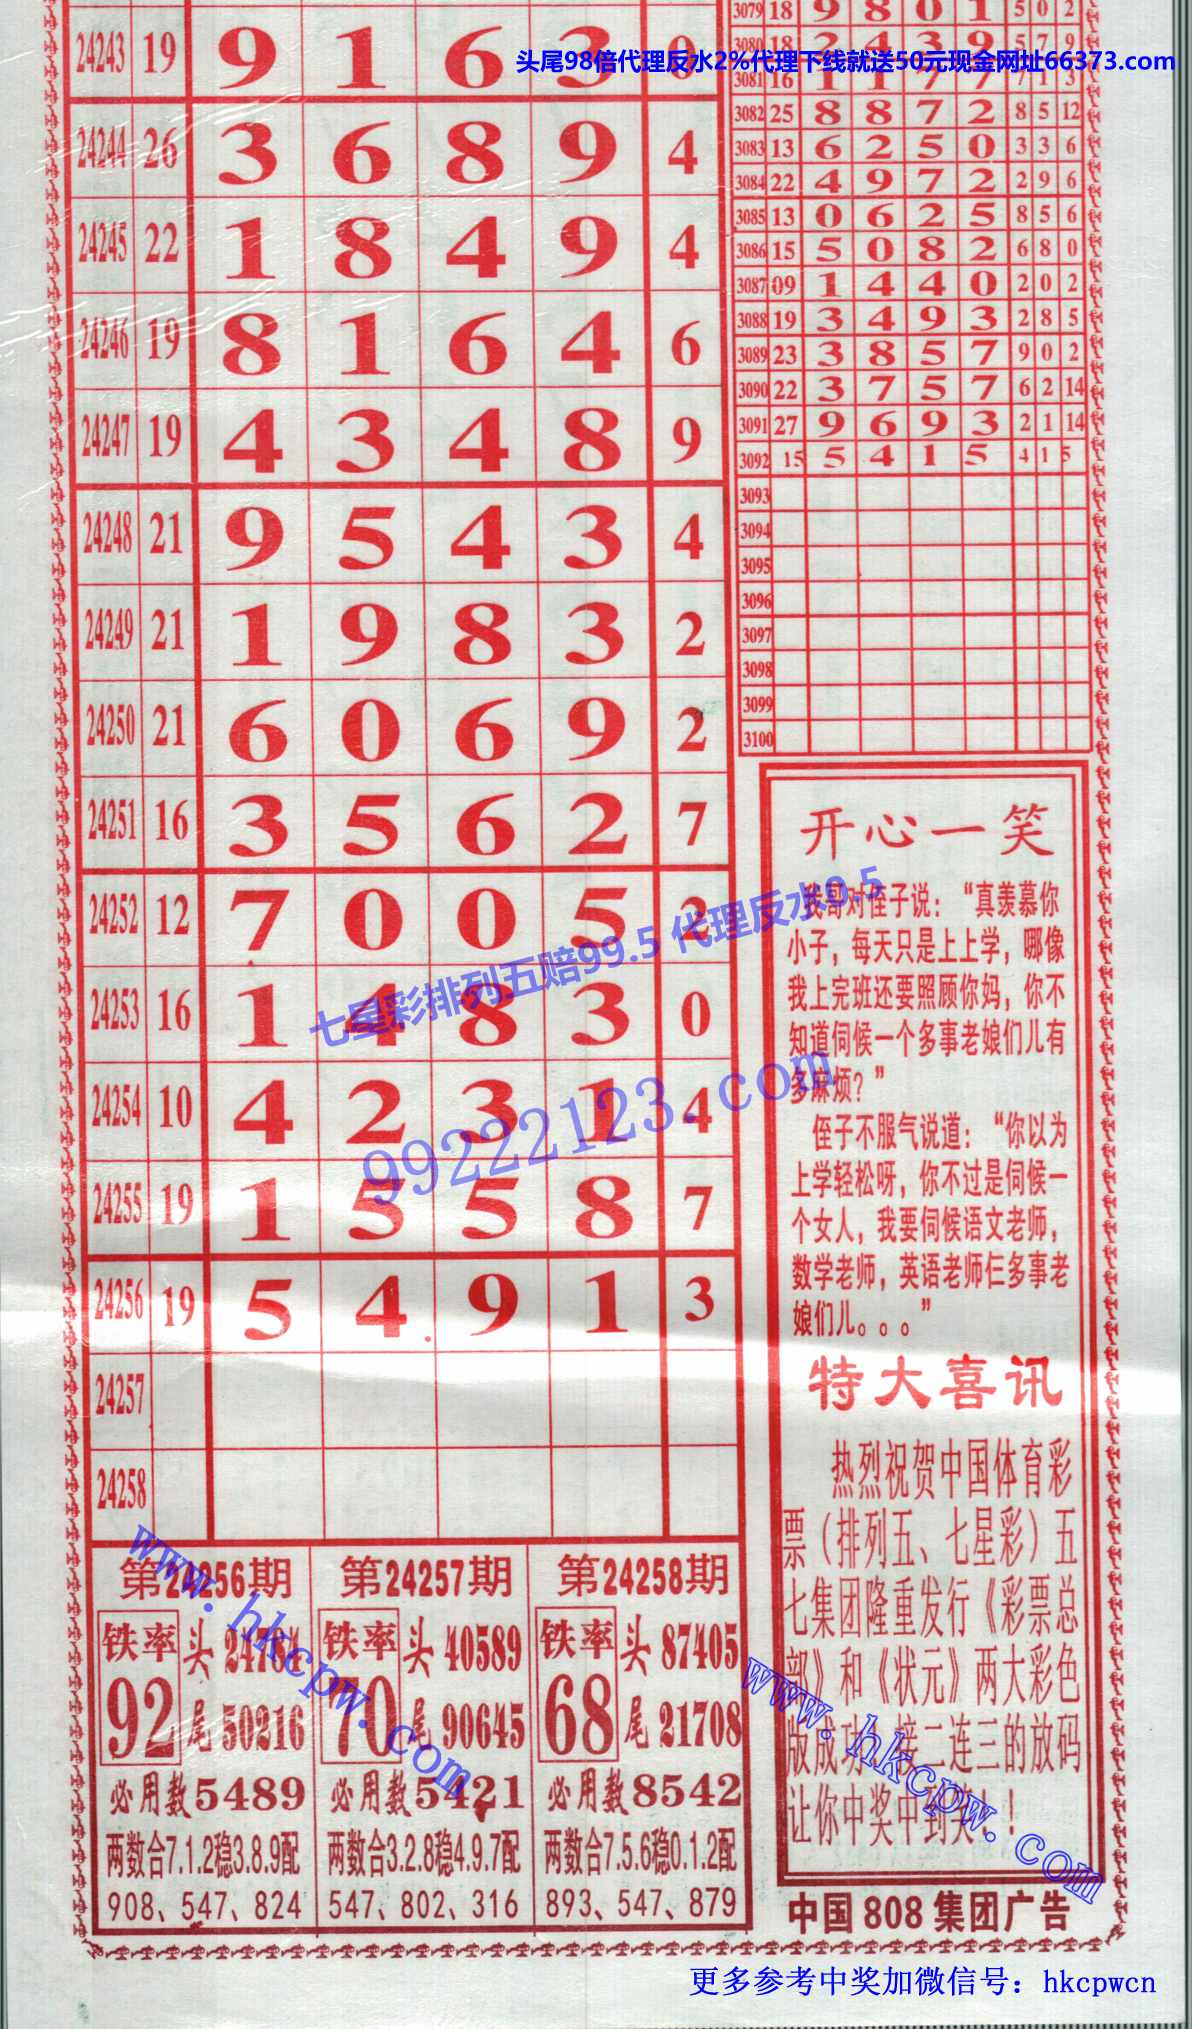 3079 18 9 8 0 1 5 0 2
24243 19 9 1 6 3 0
3080 18 2 4 3 9 5 7 9
头尾98倍代理反水2%代理下线就送50元现金网址66373.com
3081 16 1 1 7 7 7 1 3
3082 25 8 8 7 2 8 5 12
24244 26 3 6 8 9 4
3083 13 6 2 5 0 3 3 6
3084 22 4 9 7 2 2 9 6
3085 13 0 6 2 5 8 5 6
24245 22 1 8 4 9 4
3086 15 5 0 8 2 6 8 0
3087 09 1 4 4 0 2 0 2
3088 19 3 4 9 3 2 8 5
24246 19 8 1 6 4 6
3089 23 3 8 5 7 9 0 2
3090 22 3 7 5 7 6 2 14
3091 27 9 6 9 3 2 1 14
24247 19 4 3 4 8 9
3092 15 5 4 1 5 4 1 5
3093
3094
24248 21 9 5 4 3 4
3095
3096
24249 21 1 9 8 3 2
3097
3098
3099
24250 21 6 0 6 9 2
3100
24251 16 3 5 6 2 7
24252 12 7 0 0 5 2
24253 16 1 4 8 3 0
24254 10 4 2 3 1 4
24255 19 1 5 5 8 7
24256 19 5 4 9 1 3
24257
24258
七星彩排列五赔99.5 代理反水0.5
99222123.com
开心一笑
我哥对侄子说：“真羡慕你
小子，每天只是上上学，哪像
我上完班还要照顾你妈，你不
知道伺候一个多事老娘们儿有
多麻烦？”
侄子不服气说道：“你以为
上学轻松呀，你不过是伺候一
个女人，我要伺候语文老师，
数学老师，英语老师仨多事老
娘们儿。。。”
特大喜讯
热烈祝贺中国体育彩
票（排列五、七星彩）五
七集团隆重发行《彩票总
部》和《状元》两大彩色
版成功！接二连三的放码
让你中奖中到笑！！
中国808集团广告
第24256期
铁率 头 24781
92 尾 50216
必用数5489
两数合7.1.2稳3.8.9配
908、547、824
第24257期
铁率 头 40589
70 尾 90645
必用数5421
两数合3.2.8稳4.9.7配
547、802、316
第24258期
铁率 头 87405
68 尾 21708
必用数8542
两数合7.5.6稳0.1.2配
893、547、879
www.hkcpw.com
www.hkcpw.com
更多参考中奖加微信号：hkcpwcn